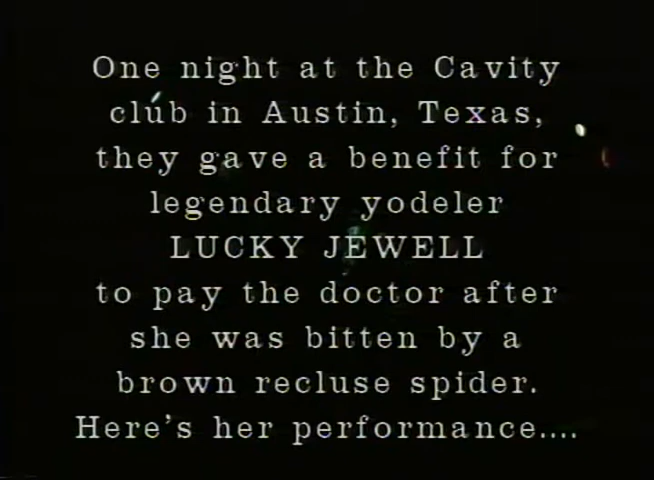 One night at the Cavity
club in Austin, Texas,
they gave a benefit for
legendary yodeler
LUCKY JEWELL
to pay the doctor after
she was bitten by a
brown recluse spider.
Here's her performance....